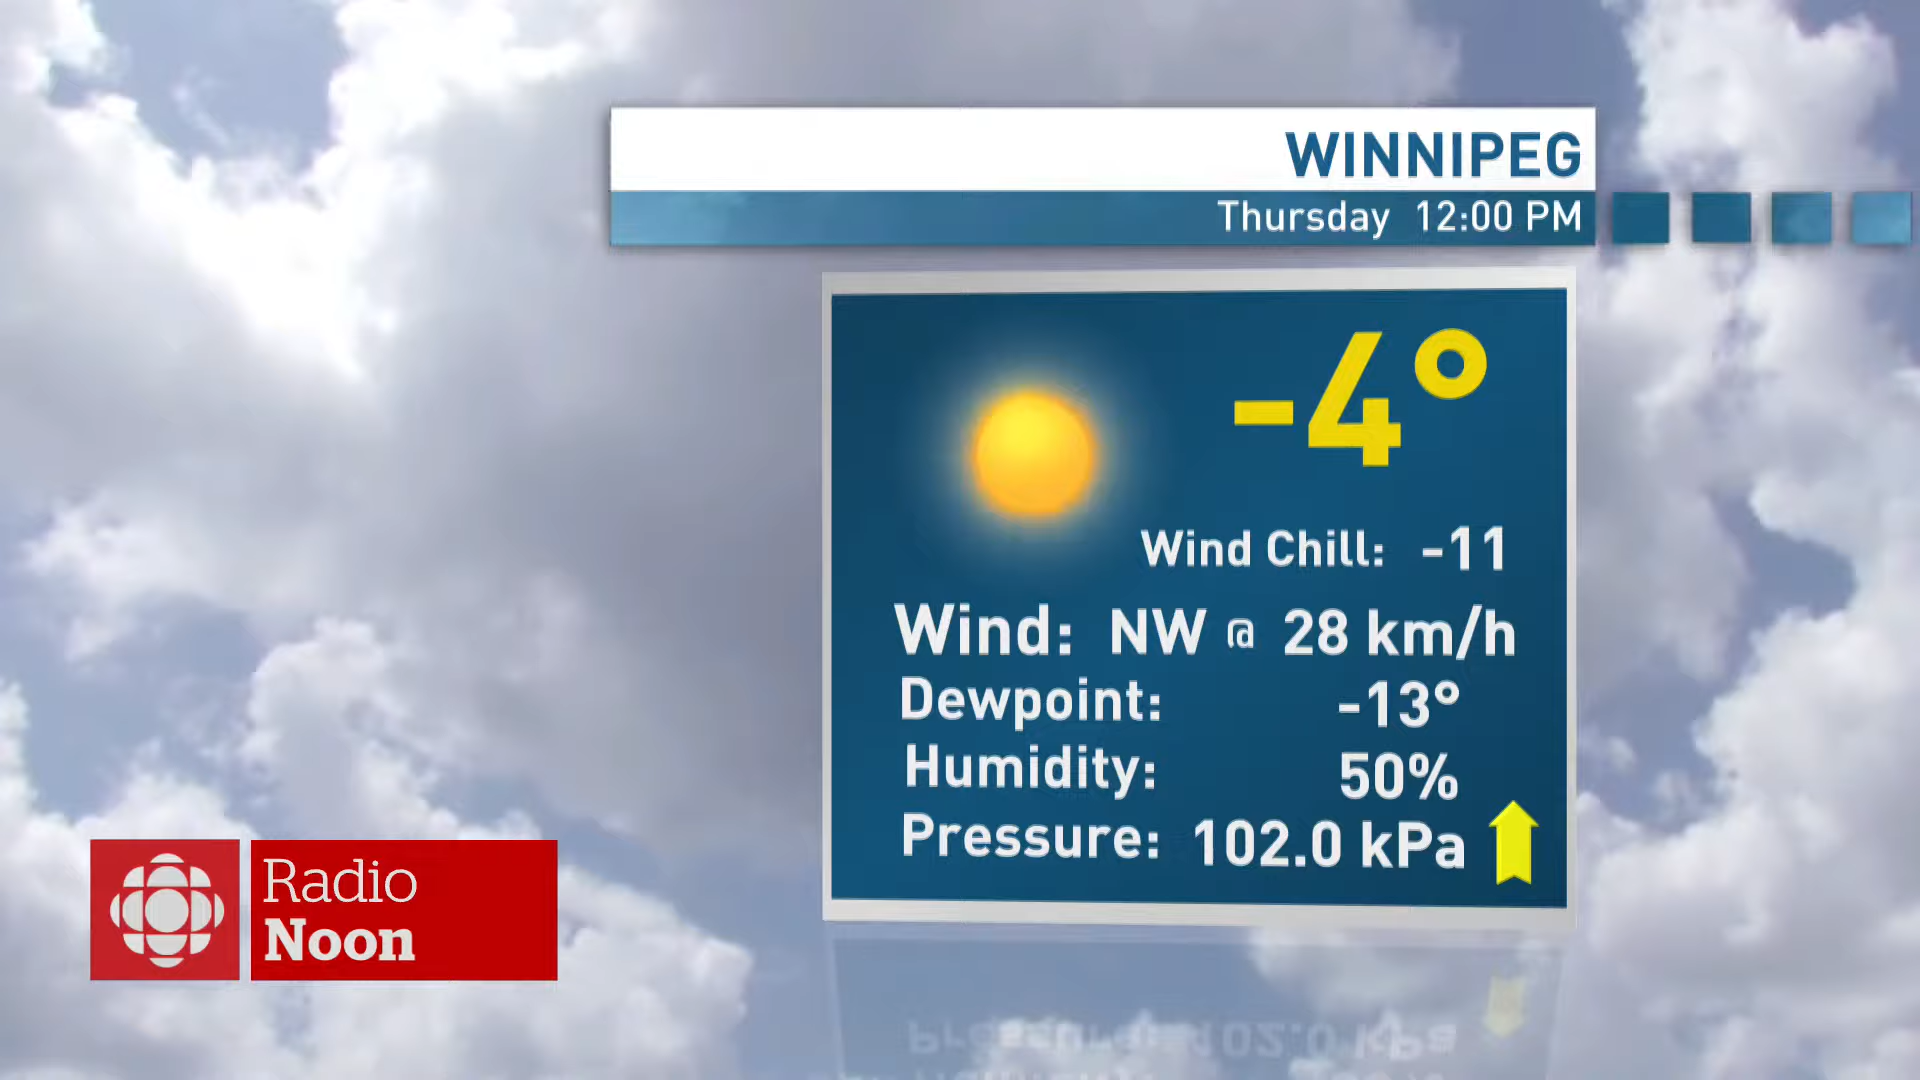 WINNIPEG
Thursday 12:00 PM
-4°
Wind Chill: -11
Wind: NW @ 28 km/h
Dewpoint: -13°
Humidity: 50%
Pressure: 102.0 kPa
Radio
Noon